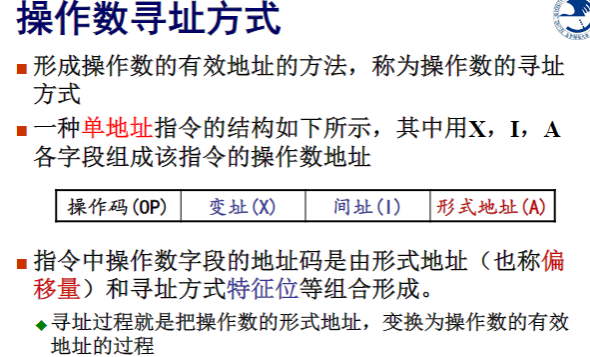 操作数寻址方式
形成操作数的有效地址的方法，称为操作数的寻址
方式
一种单地址指令的结构如下所示，其中用X，I，A
各字段组成该指令的操作数地址
操作码(OP) 变址(X) 间址(I) 形式地址(A)
指令中操作数字段的地址码是由形式地址（也称偏
移量）和寻址方式特征位等组合形成。
寻址过程就是把操作数的形式地址，变换为操作数的有效
地址的过程